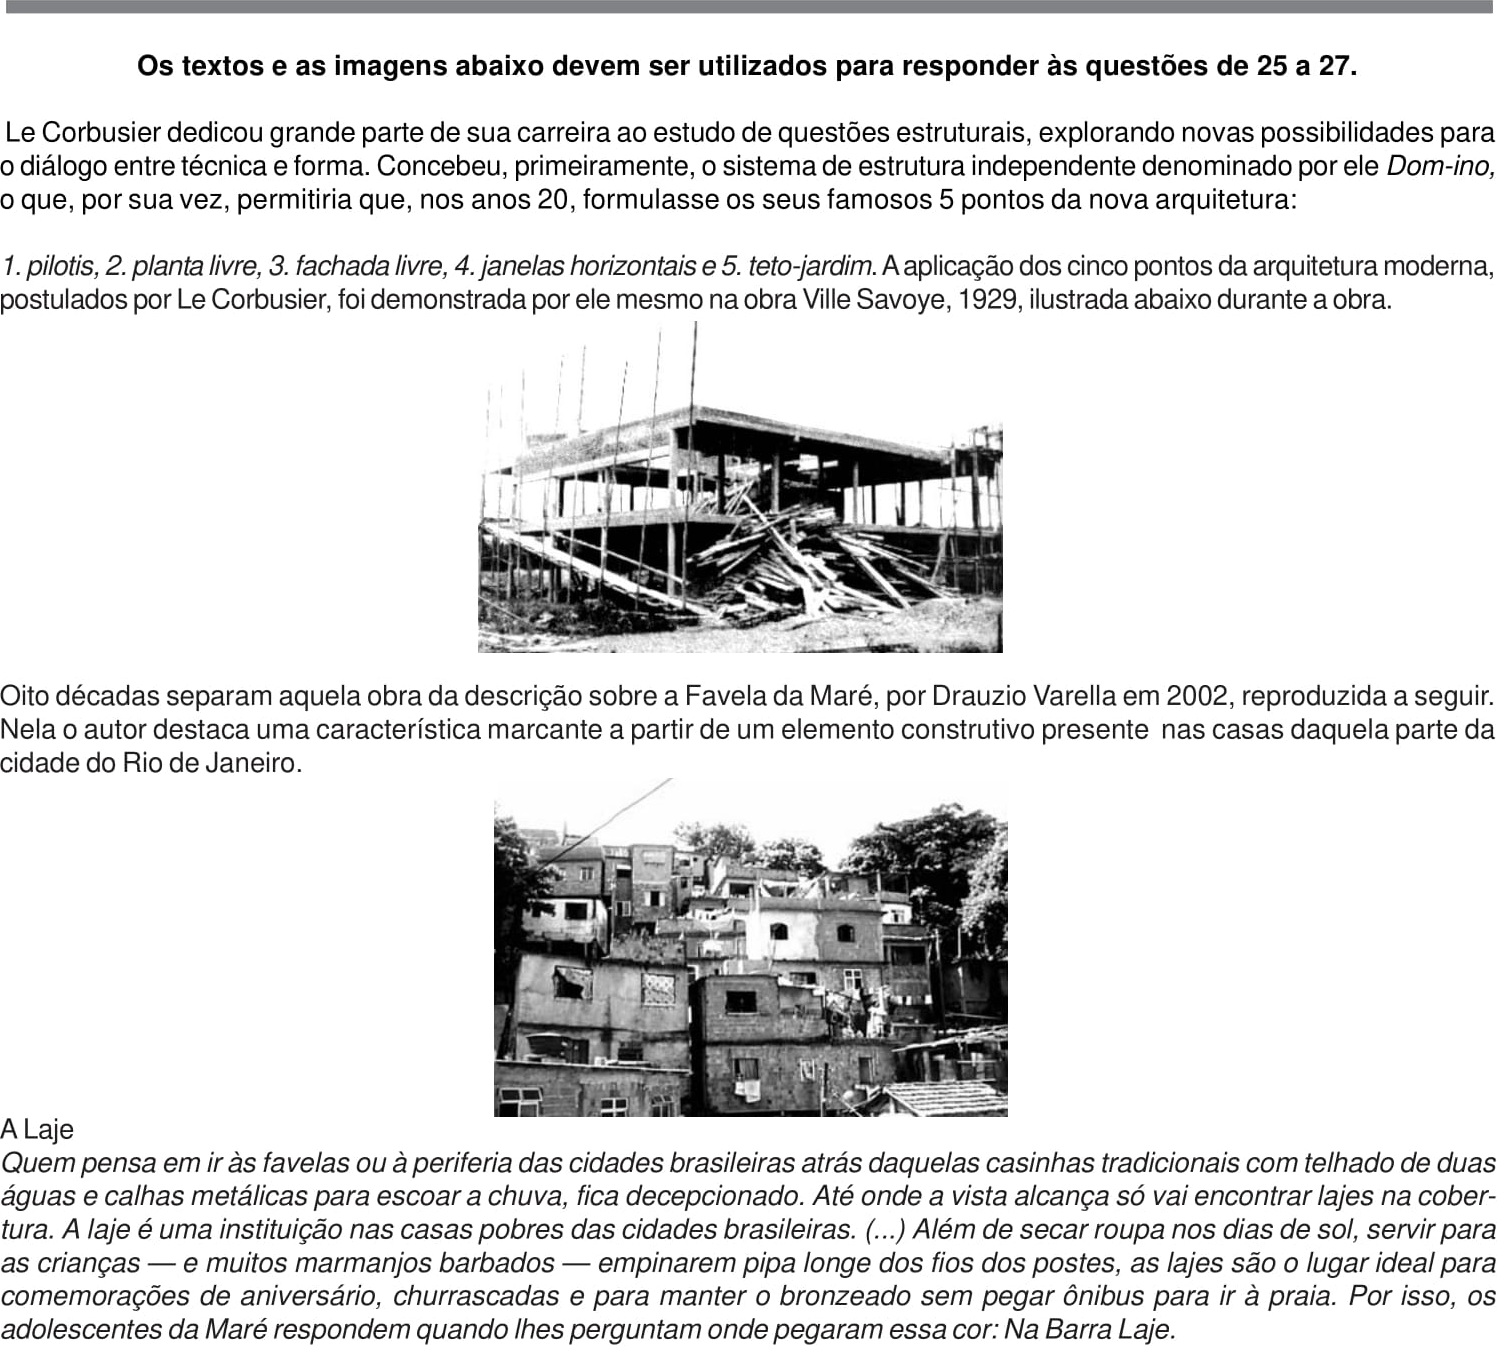 Os textos e as imagens abaixo devem ser utilizados para responder às questões de 25 a 27.
Le Corbusier dedicou grande parte de sua carreira ao estudo de questões estruturais, explorando novas possibilidades para
o diálogo entre técnica e forma. Concebeu, primeiramente, o sistema de estrutura independente denominado por ele Dom-ino,
o que, por sua vez, permitiria que, nos anos 20, formulasse os seus famosos 5 pontos da nova arquitetura:
1. pilotis, 2. planta livre, 3. fachada livre, 4. janelas horizontais e 5. teto-jardim. A aplicação dos cinco pontos da arquitetura moderna,
postulados por Le Corbusier, foi demonstrada por ele mesmo na obra Ville Savoye, 1929, ilustrada abaixo durante a obra.
Oito décadas separam aquela obra da descrição sobre a Favela da Maré, por Drauzio Varella em 2002, reproduzida a seguir.
Nela o autor destaca uma característica marcante a partir de um elemento construtivo presente nas casas daquela parte da
cidade do Rio de Janeiro.
A Laje
Quem pensa em ir às favelas ou à periferia das cidades brasileiras atrás daquelas casinhas tradicionais com telhado de duas
águas e calhas metálicas para escoar a chuva, fica decepcionado. Até onde a vista alcança só vai encontrar lajes na cober-
tura. A laje é uma instituição nas casas pobres das cidades brasileiras. (...) Além de secar roupa nos dias de sol, servir para
as crianças — e muitos marmanjos barbados — empinarem pipa longe dos fios dos postes, as lajes são o lugar ideal para
comemorações de aniversário, churrascadas e para manter o bronzeado sem pegar ônibus para ir à praia. Por isso, os
adolescentes da Maré respondem quando lhes perguntam onde pegaram essa cor: Na Barra Laje.